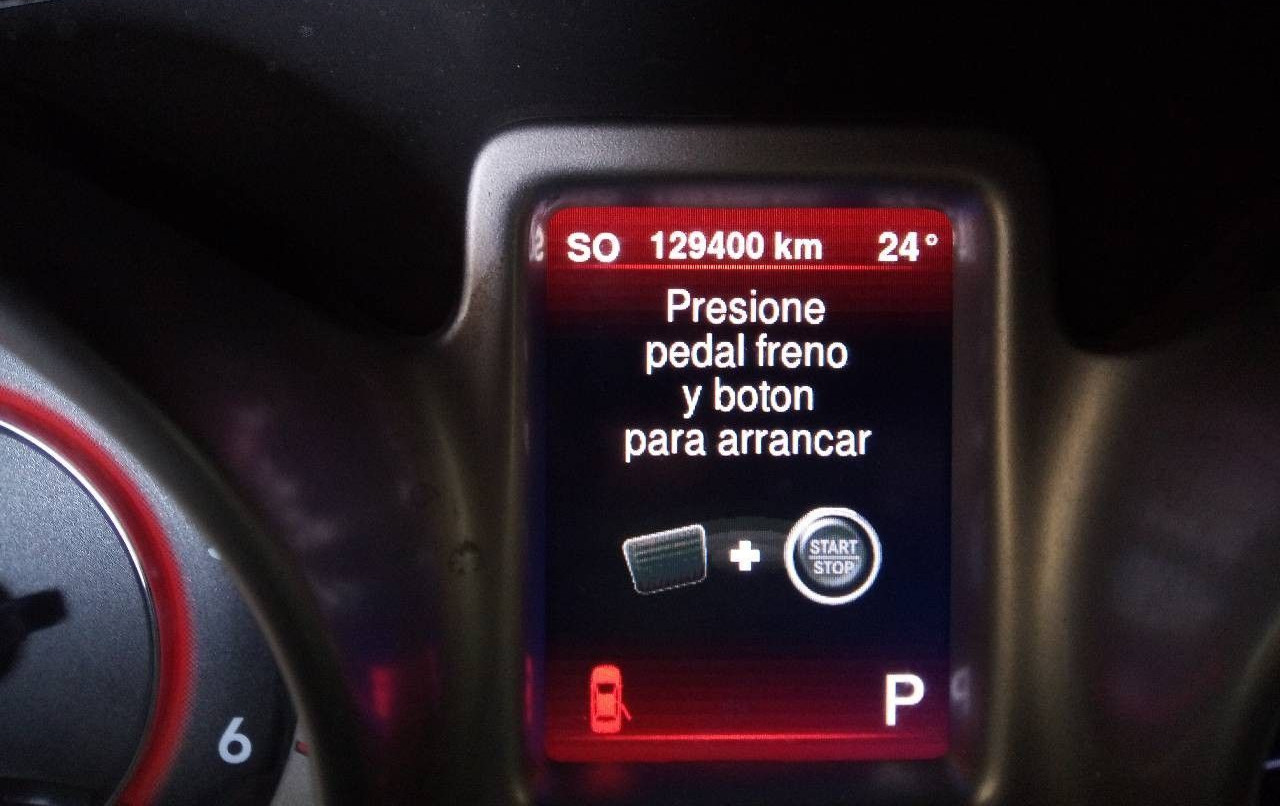 SO 129400 km 24°
Presione
pedal freno
y boton
para arrancar
START
STOP
P
6